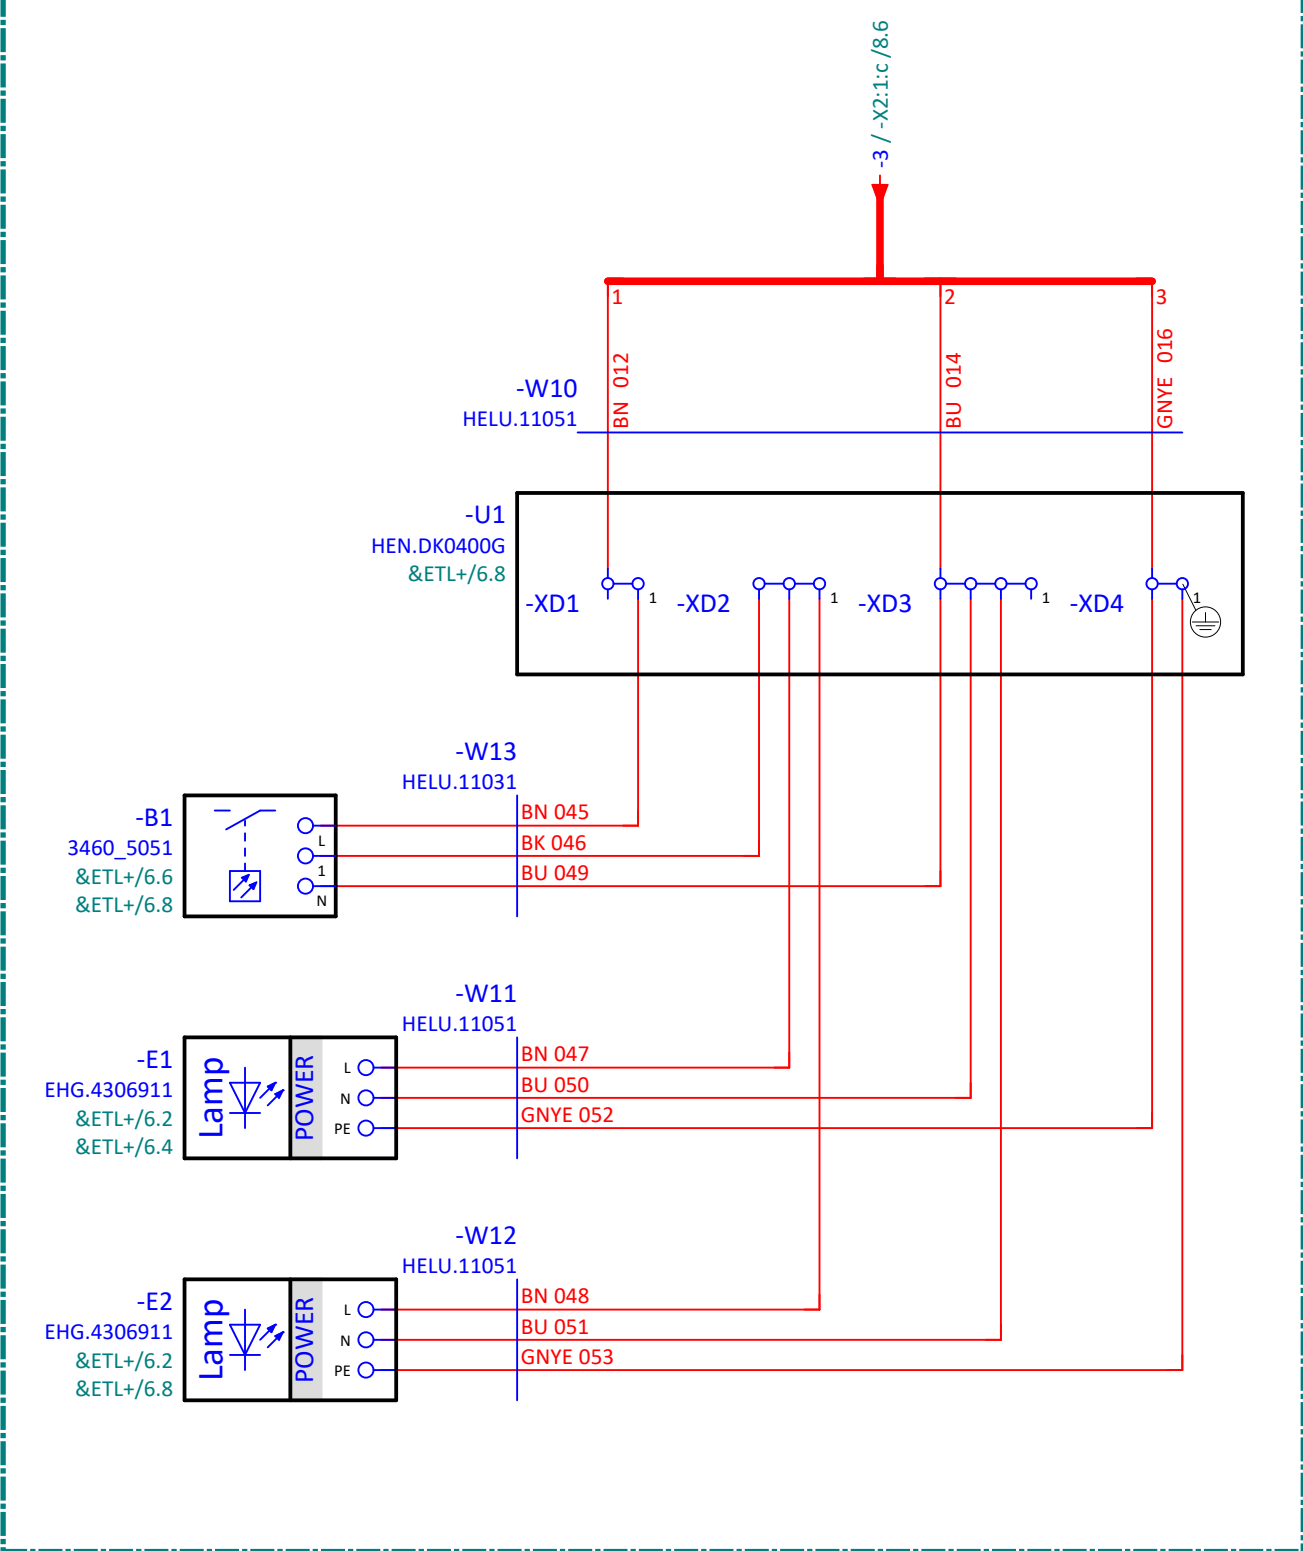 -3 / -X2:1:c /8.6
1
2
3
BN 012
BU 014
GNYE 016
-W10
HELU.11051
-U1
HEN.DK0400G
&ETL+/6.8
-XD1
1
-XD2
1
-XD3
1
-XD4
1
-W13
HELU.11031
-B1
3460_5051
&ETL+/6.6
&ETL+/6.8
L
1
N
BN 045
BK 046
BU 049
-W11
HELU.11051
-E1
EHG.4306911
&ETL+/6.2
&ETL+/6.4
Lamp
POWER
L
N
PE
BN 047
BU 050
GNYE 052
-W12
HELU.11051
-E2
EHG.4306911
&ETL+/6.2
&ETL+/6.8
Lamp
POWER
L
N
PE
BN 048
BU 051
GNYE 053